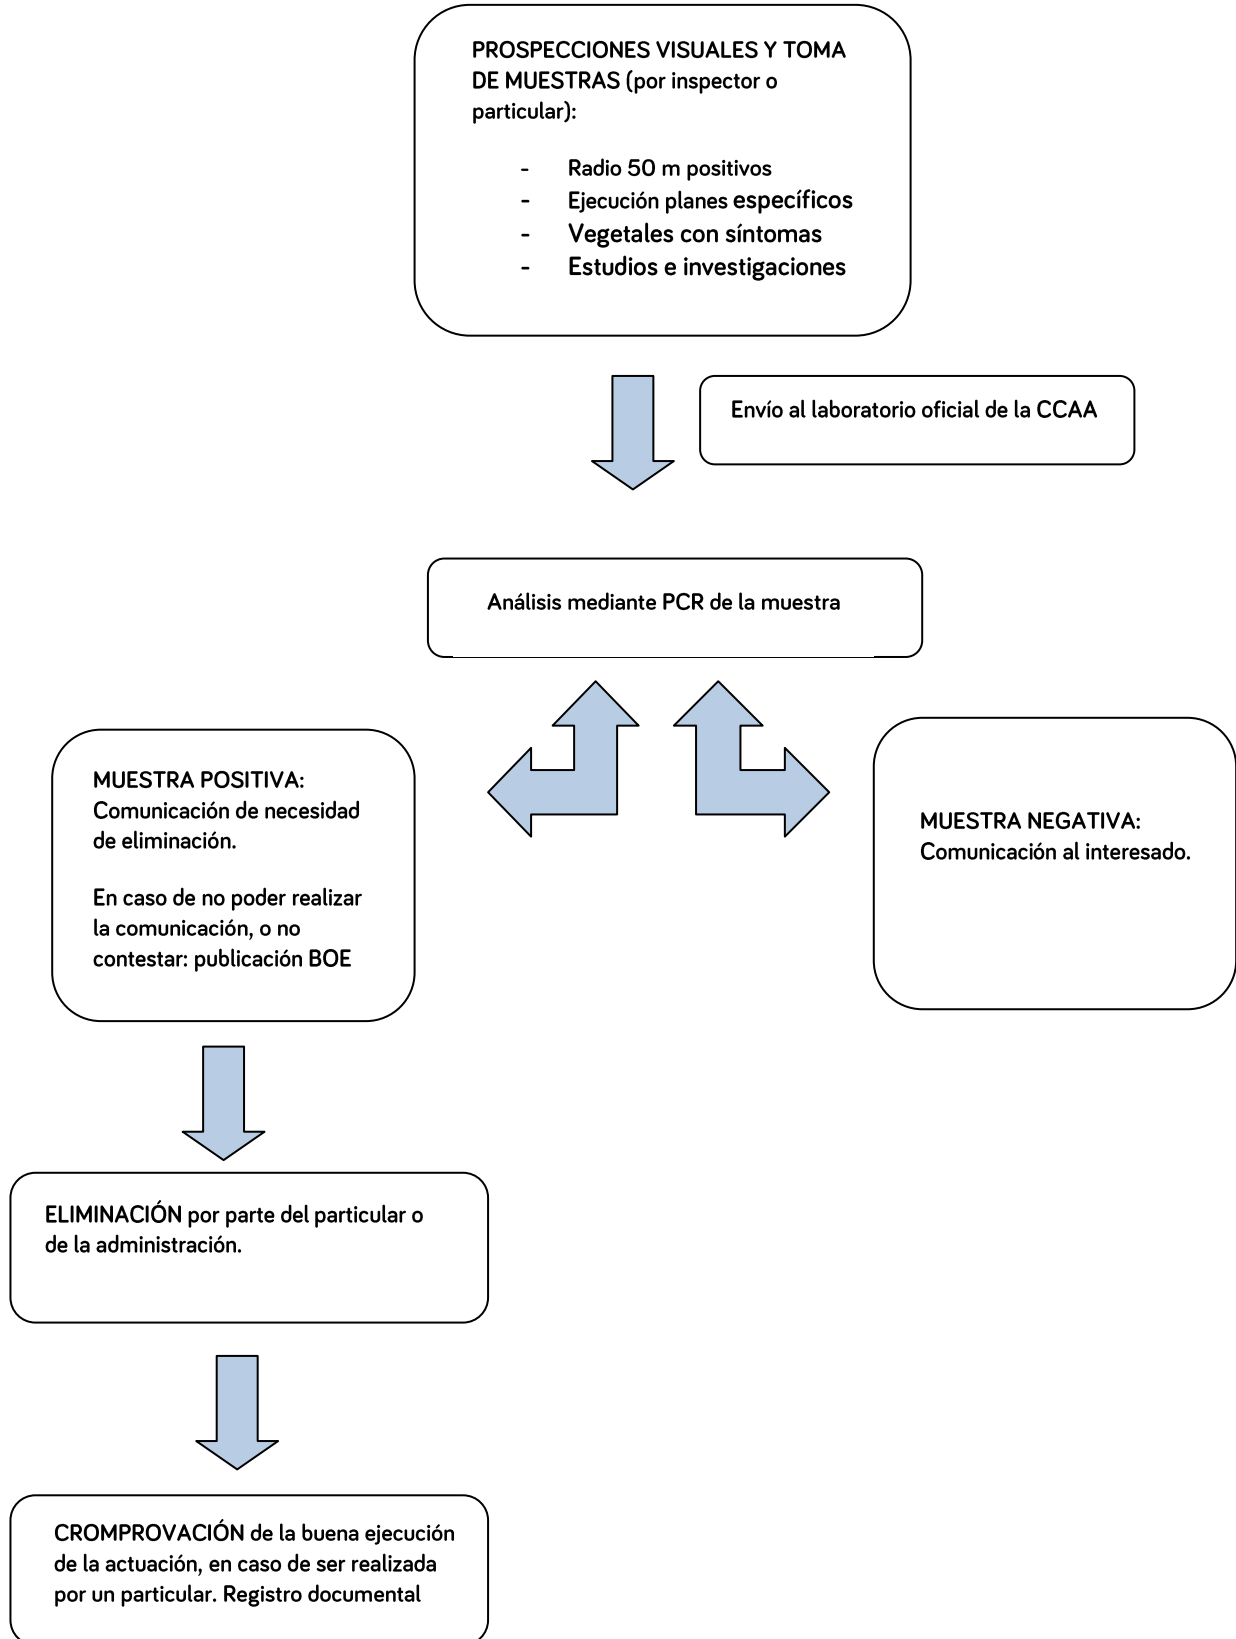 PROSPECCIONES VISUALES Y TOMA
DE MUESTRAS (por inspector o
particular):
- Radio 50 m positivos
- Ejecución planes específicos
- Vegetales con síntomas
- Estudios e investigaciones
Envío al laboratorio oficial de la CCAA
Análisis mediante PCR de la muestra
MUESTRA POSITIVA:
Comunicación de necesidad
de eliminación.
En caso de no poder realizar
la comunicación, o no
contestar: publicación BOE
MUESTRA NEGATIVA:
Comunicación al interesado.
ELIMINACIÓN por parte del particular o
de la administración.
CROMPROVACIÓN de la buena ejecución
de la actuación, en caso de ser realizada
por un particular. Registro documental